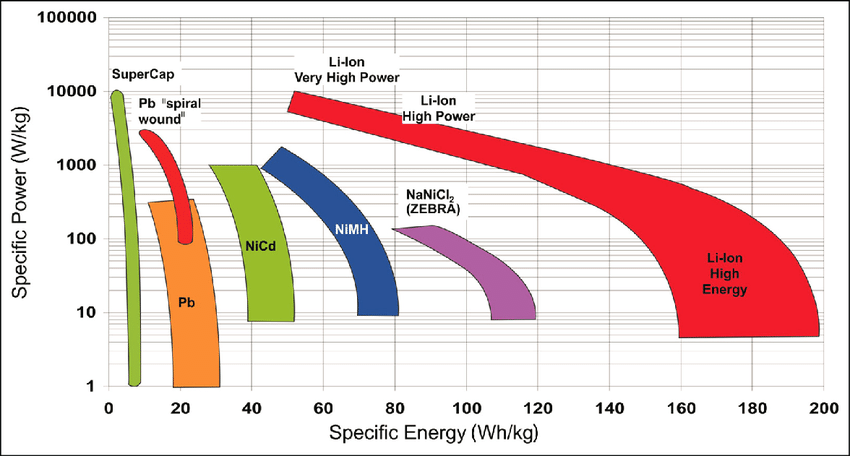 100000
10000
1000
100
10
1
Specific Power (W/kg)
SuperCap
Pb "spiral
wound"
Li-Ion
Very High Power
Li-Ion
High Power
NaNiCl2
(ZEBRA)
NiMH
NiCd
Pb
Li-Ion
High
Energy
0 20 40 60 80 100 120 140 160 180 200
Specific Energy (Wh/kg)